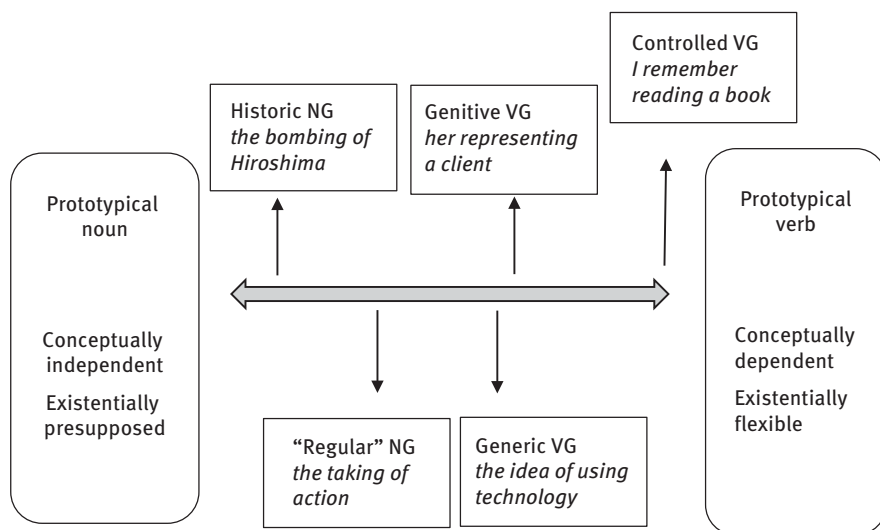 Controlled VG
I remember
reading a book
Historic NG
the bombing of
Hiroshima
Genitive VG
her representing
a client
Prototypical
noun
Conceptually
independent
Existentially
presupposed
Prototypical
verb
Conceptually
dependent
Existentially
flexible
“Regular” NG
the taking of
action
Generic VG
the idea of using
technology